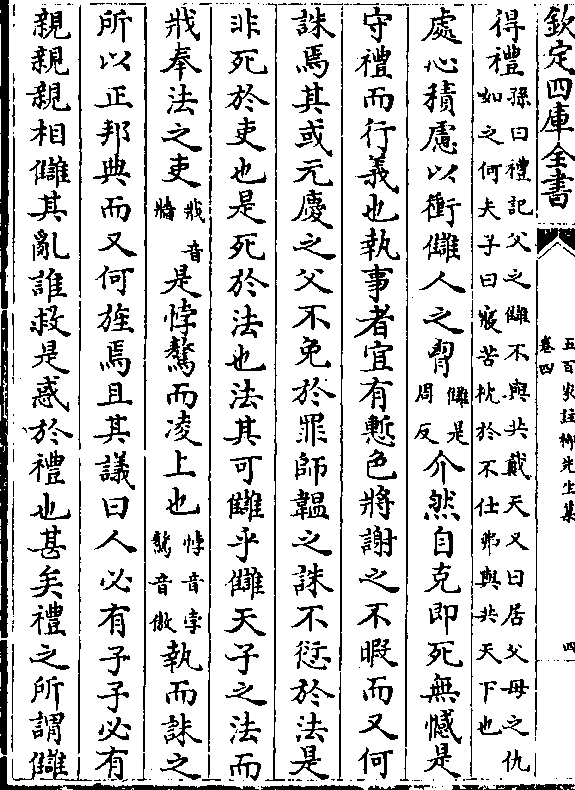 欽定四庫全書
五百家註柳先生集
卷四
四
得禮
孫曰禮記父之讎不與共戴天又曰居父母之仇
如之何夫子曰寢苦枕於不仕弗與共天下也
處心積慮以衝讎人之胷讎是周反介然自克即死無憾是
守禮而行義也執事者宜有慙色將謝之不暇而又何
誅焉其或元慶之父不免於罪師韞之誅不愆於法是
非死於吏也是死於法也法其可讎乎讎天子之法而
戕奉法之吏戕音牆是悖驁而凌上也悖音孛驁音傲執而誅之
所以正邦典而又何旌焉且其議曰人必有子子必有
親親親相讎其亂誰救是惑於禮也甚矣禮之所謂讎